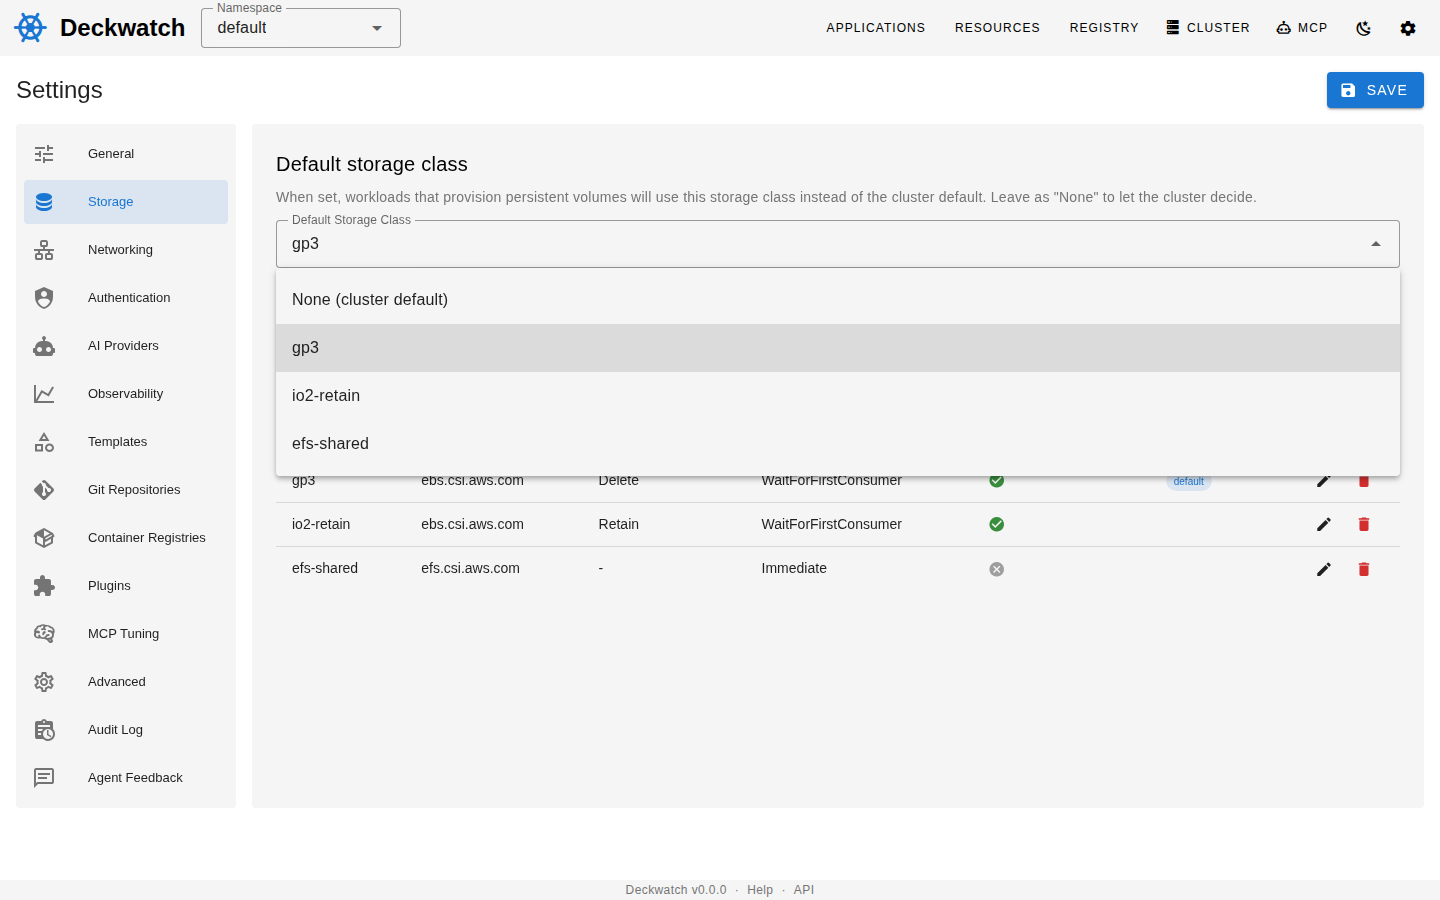 Namespace
Deckwatch
default
APPLICATIONS
RESOURCES
REGISTRY
CLUSTER
MCP
Settings
SAVE
General
Storage
Networking
Authentication
AI Providers
Observability
Templates
Git Repositories
Container Registries
Plugins
MCP Tuning
Advanced
Audit Log
Agent Feedback
Default storage class
When set, workloads that provision persistent volumes will use this storage class instead of the cluster default. Leave as "None" to let the cluster decide.
Default Storage Class
gp3
None (cluster default)
gp3
io2-retain
efs-shared
gp3 ebs.csi.aws.com Delete WaitForFirstConsumer default
io2-retain ebs.csi.aws.com Retain WaitForFirstConsumer
efs-shared efs.csi.aws.com - Immediate
Deckwatch v0.0.0 · Help · API